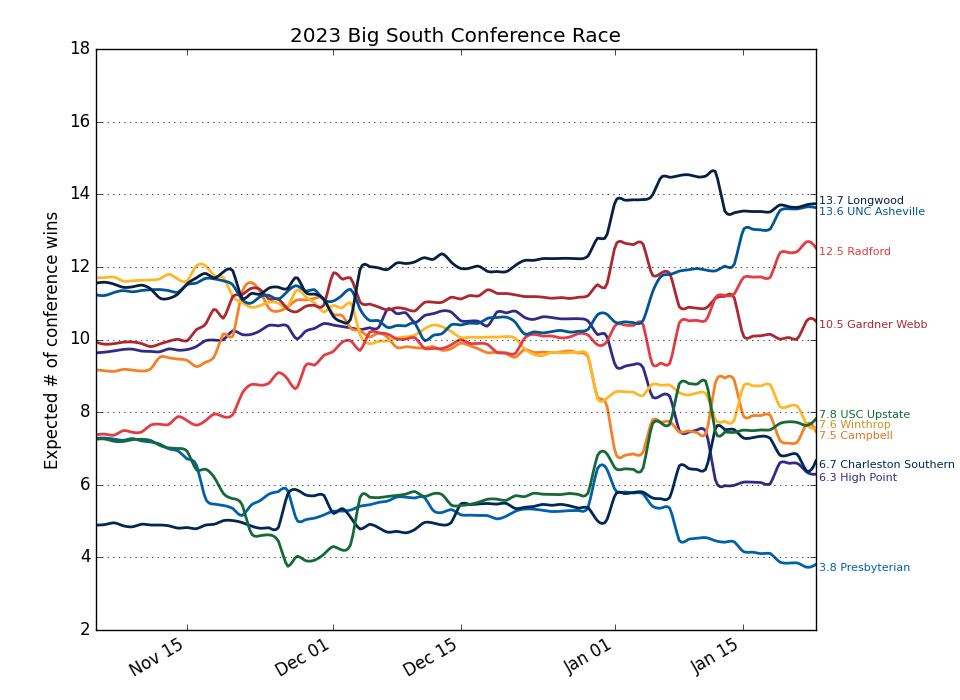 2023 Big South Conference Race
Expected # of conference wins
18
16
14
12
10
8
6
4
2
13.7 Longwood
13.6 UNC Asheville
12.5 Radford
10.5 Gardner Webb
7.8 USC Upstate
7.6 Winthrop
7.5 Campbell
6.7 Charleston Southern
6.3 High Point
3.8 Presbyterian
Nov 15
Dec 01
Dec 15
Jan 01
Jan 15